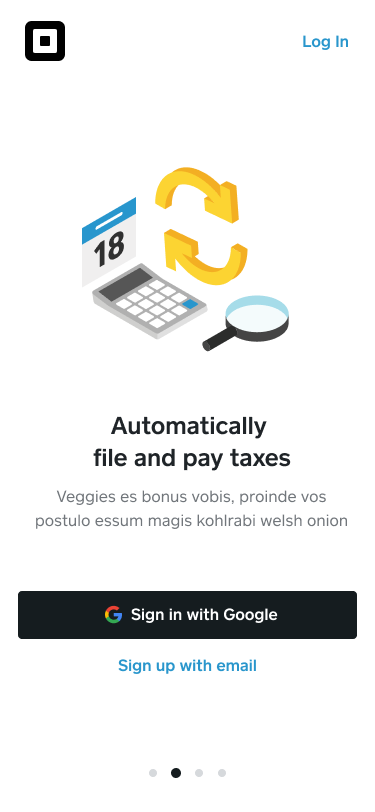 Log In
18
Automatically
file and pay taxes
Veggies es bonus vobis, proinde vos
postulo essum magis kohlrabi welsh onion
Sign in with Google
Sign up with email